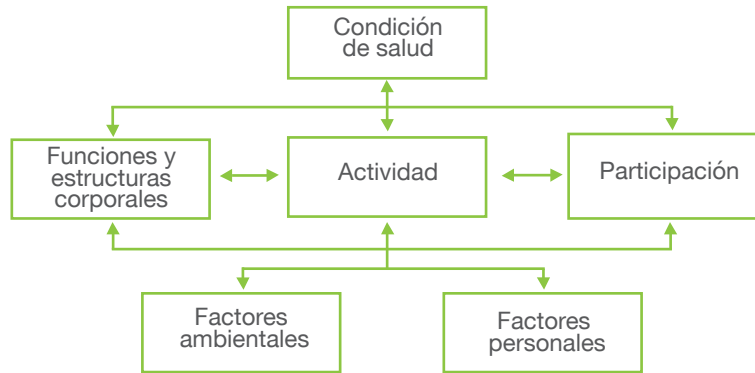 Condición
de salud
Funciones y
estructuras
corporales
Actividad
Participación
Factores
ambientales
Factores
personales